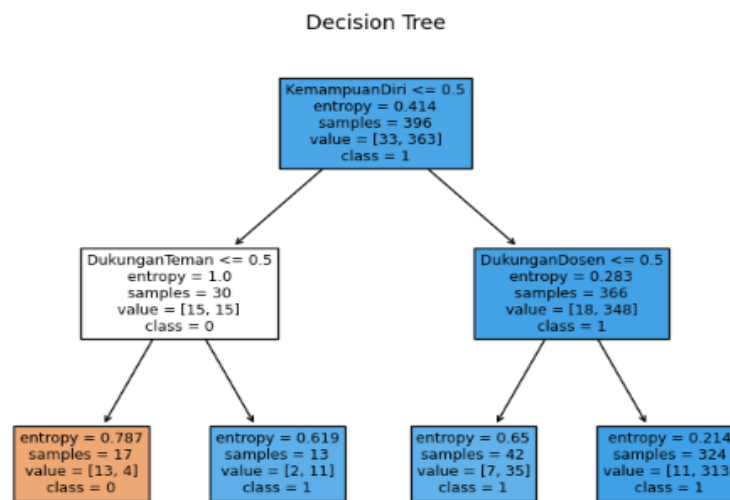 Decision Tree
KemampuanDiri <= 0.5
entropy = 0.414
samples = 396
value = [33, 363]
class = 1
DukunganTeman <= 0.5
entropy = 1.0
samples = 30
value = [15, 15]
class = 0
DukunganDosen <= 0.5
entropy = 0.283
samples = 366
value = [18, 348]
class = 1
entropy = 0.787
samples = 17
value = [13, 4]
class = 0
entropy = 0.619
samples = 13
value = [2, 11]
class = 1
entropy = 0.65
samples = 42
value = [7, 35]
class = 1
entropy = 0.214
samples = 324
value = [11, 313]
class = 1